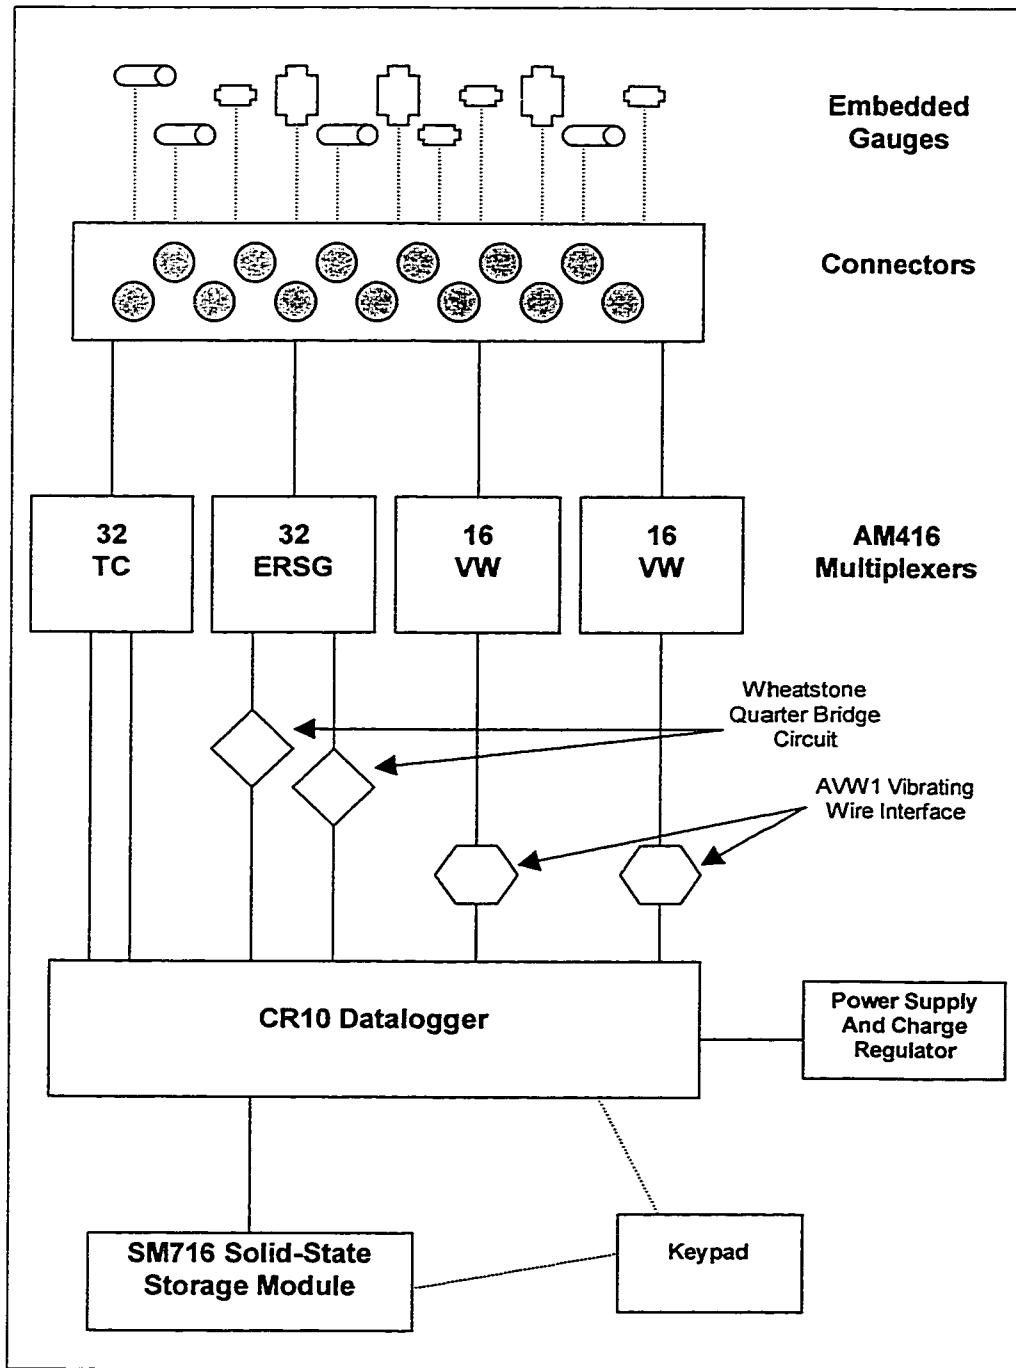 Embedded
Gauges
Connectors
32
TC
32
ERSG
16
VW
16
VW
AM416
Multiplexers
Wheatstone
Quarter Bridge
Circuit
AVW1 Vibrating
Wire Interface
CR10 Datalogger
Power Supply
And Charge
Regulator
SM716 Solid-State
Storage Module
Keypad